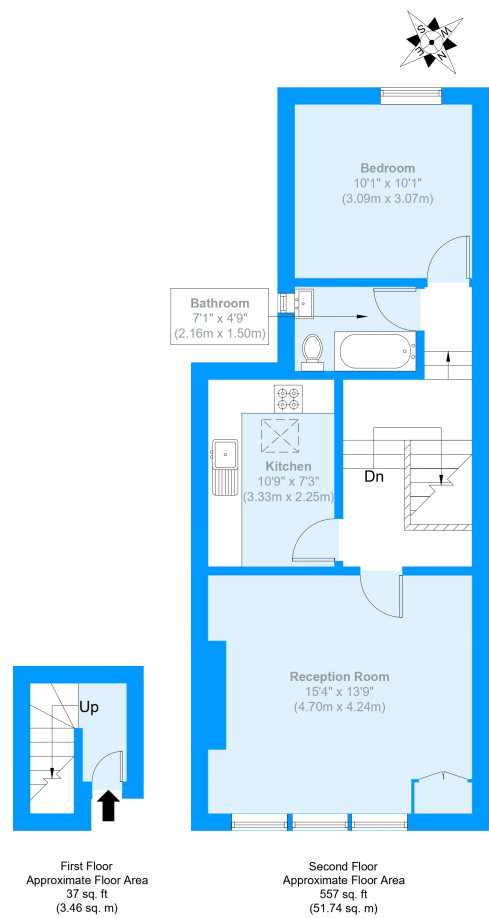 S
W
E
N
Bedroom
10'1" x 10'1"
(3.09m x 3.07m)
Bathroom
7'1" x 4'9"
(2.16m x 1.50m)
Kitchen
10'9" x 7'3"
(3.33m x 2.25m)
Dn
Reception Room
15'4" x 13'9"
(4.70m x 4.24m)
Up
First Floor
Approximate Floor Area
37 sq. ft
(3.46 sq. m)
Second Floor
Approximate Floor Area
557 sq. ft
(51.74 sq. m)